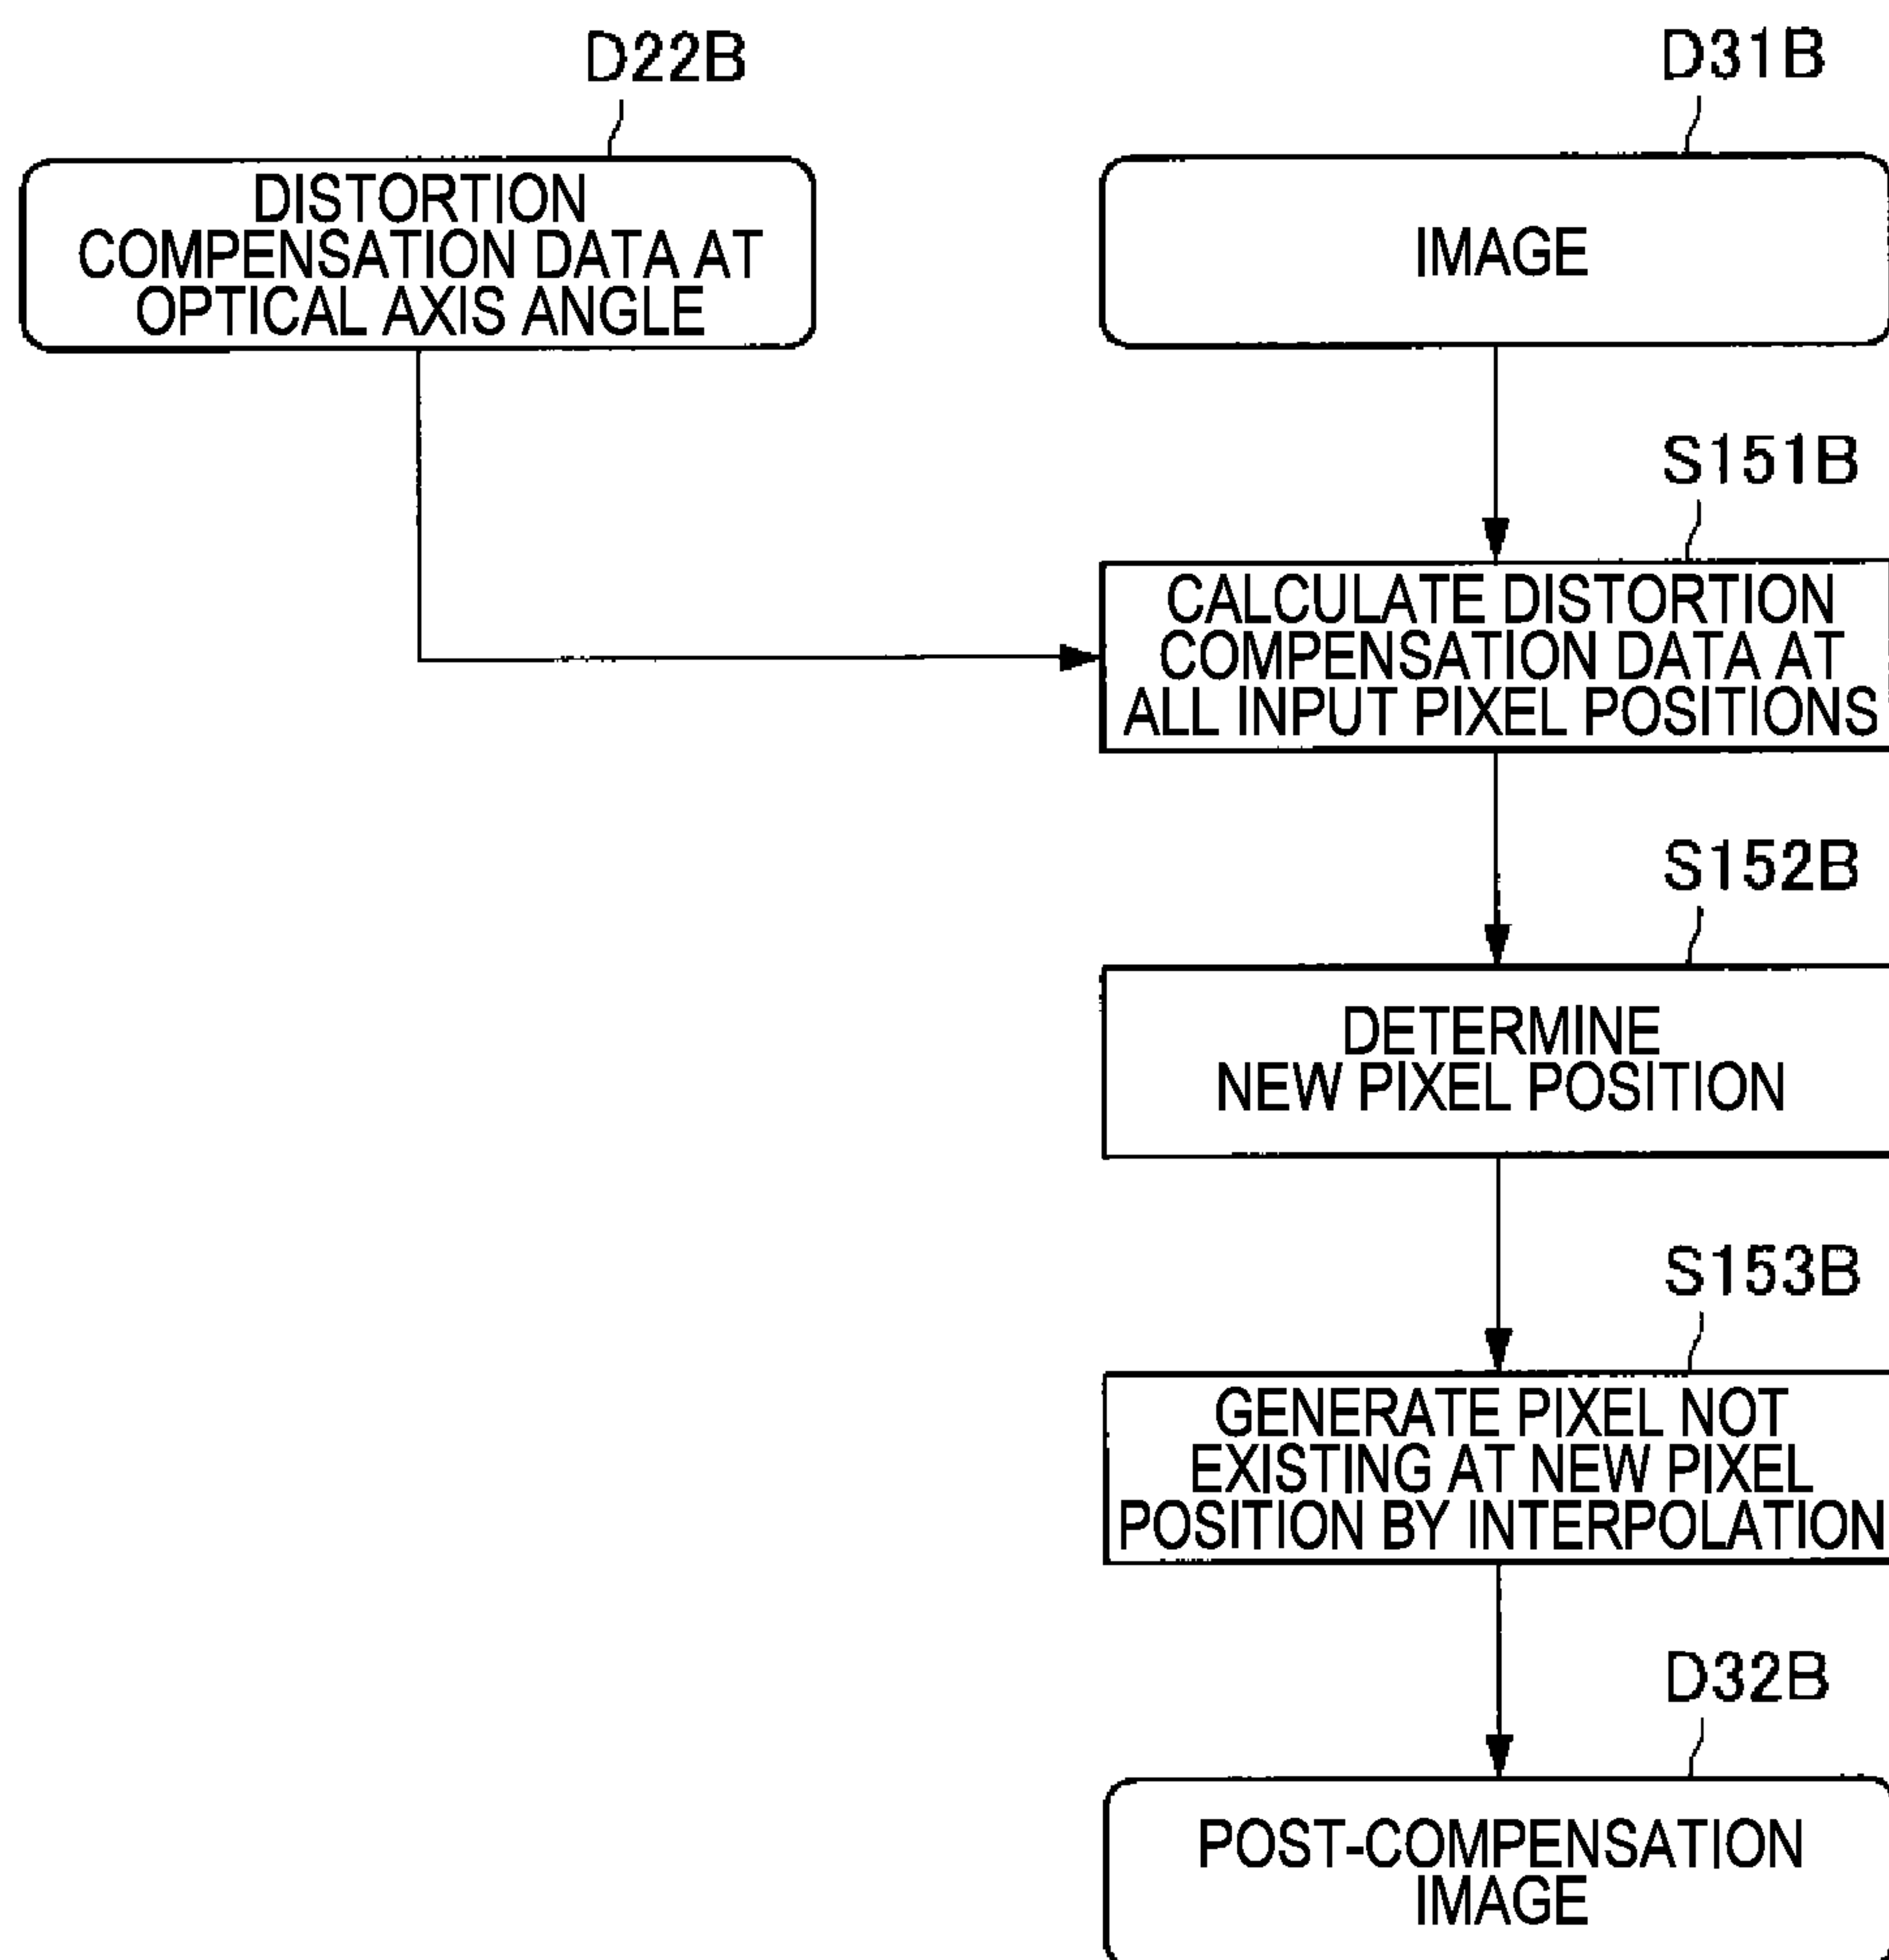 D22B
DISTORTION
COMPENSATION DATA AT
OPTICAL AXIS ANGLE
D31B
IMAGE
S151B
CALCULATE DISTORTION
COMPENSATION DATA AT
ALL INPUT PIXEL POSITIONS
S152B
DETERMINE
NEW PIXEL POSITION
S153B
GENERATE PIXEL NOT
EXISTING AT NEW PIXEL
POSITION BY INTERPOLATION
D32B
POST-COMPENSATION
IMAGE